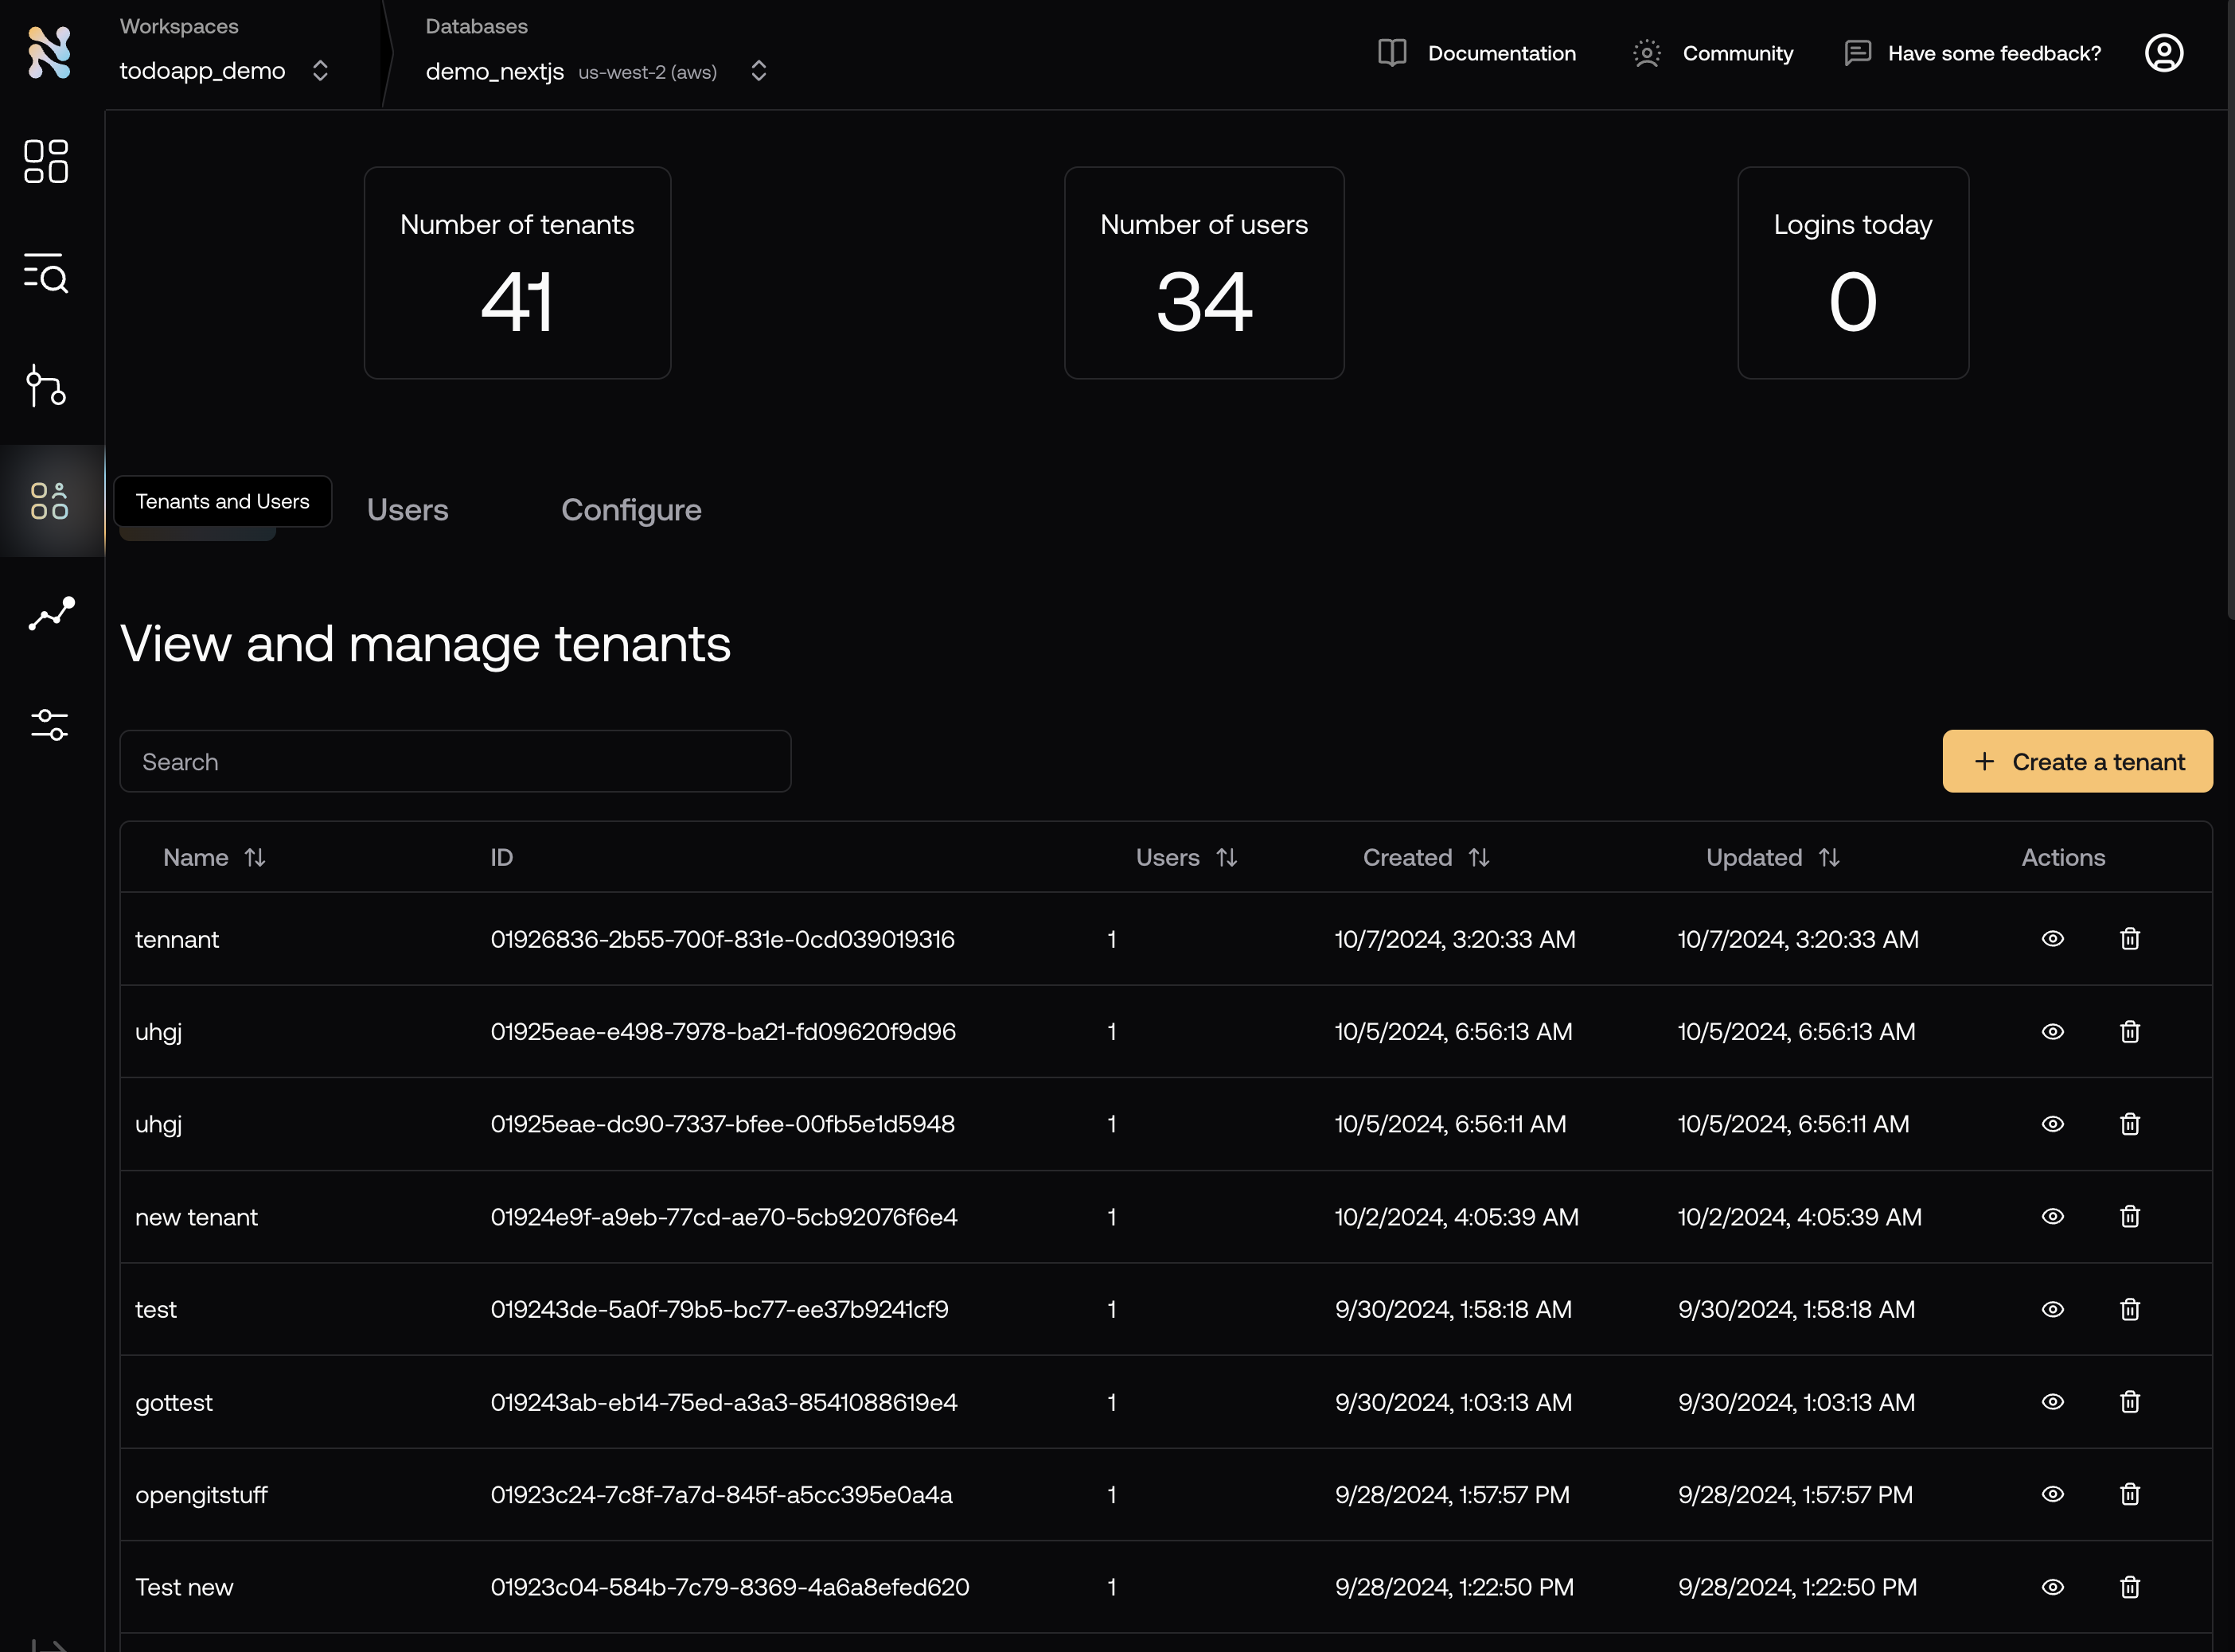 Workspaces
todoapp_demo
Databases
demo_nextjs us-west-2 (aws)
Documentation
Community
Have some feedback?
Number of tenants
41
Number of users
34
Logins today
0
Tenants and Users
Users
Configure
View and manage tenants
Search
+ Create a tenant
Name ID Users Created Updated Actions
tennant 01926836-2b55-700f-831e-0cd039019316 1 10/7/2024, 3:20:33 AM 10/7/2024, 3:20:33 AM
uhgj 01925eae-e498-7978-ba21-fd09620f9d96 1 10/5/2024, 6:56:13 AM 10/5/2024, 6:56:13 AM
uhgj 01925eae-dc90-7337-bfee-00fb5e1d5948 1 10/5/2024, 6:56:11 AM 10/5/2024, 6:56:11 AM
new tenant 01924e9f-a9eb-77cd-ae70-5cb92076f6e4 1 10/2/2024, 4:05:39 AM 10/2/2024, 4:05:39 AM
test 019243de-5a0f-79b5-bc77-ee37b9241cf9 1 9/30/2024, 1:58:18 AM 9/30/2024, 1:58:18 AM
gottest 019243ab-eb14-75ed-a3a3-8541088619e4 1 9/30/2024, 1:03:13 AM 9/30/2024, 1:03:13 AM
opengitstuff 01923c24-7c8f-7a7d-845f-a5cc395e0a4a 1 9/28/2024, 1:57:57 PM 9/28/2024, 1:57:57 PM
Test new 01923c04-584b-7c79-8369-4a6a8efed620 1 9/28/2024, 1:22:50 PM 9/28/2024, 1:22:50 PM